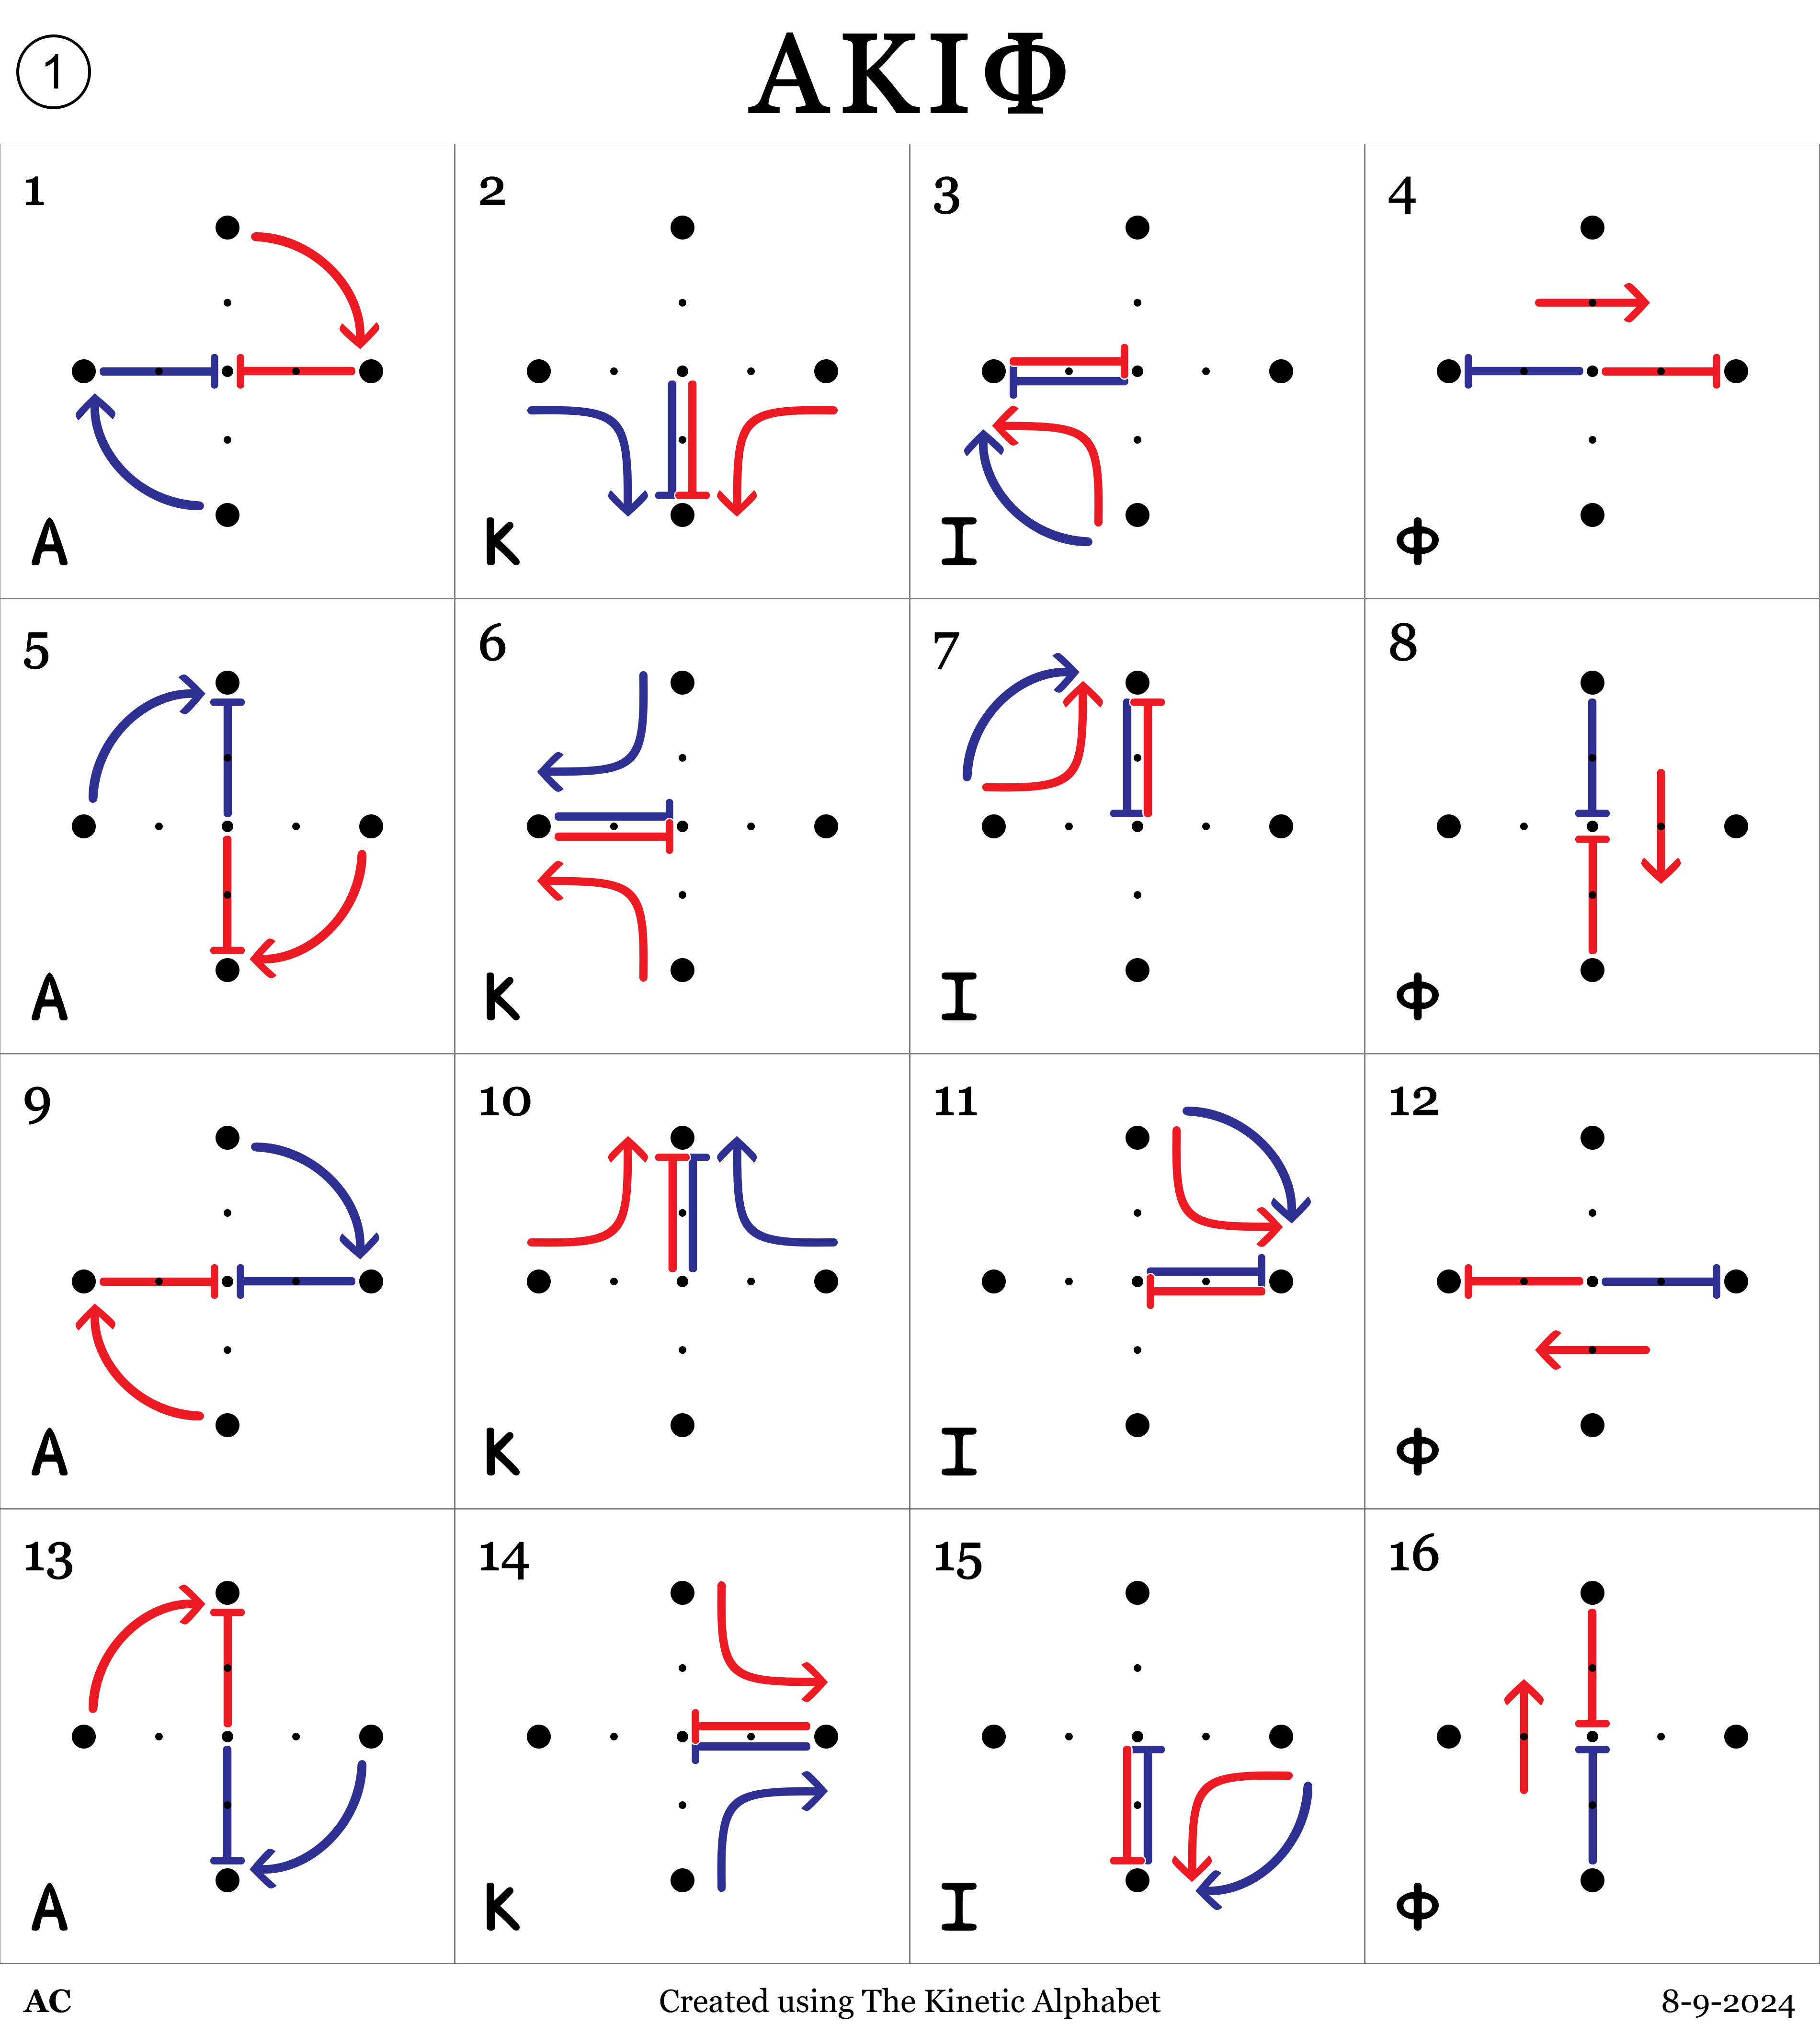 1
AKIΦ
1 2 3 4
A K I Φ
5 6 7 8
A K I Φ
9 10 11 12
A K I Φ
13 14 15 16
A K I Φ
AC Created using The Kinetic Alphabet 8-9-2024